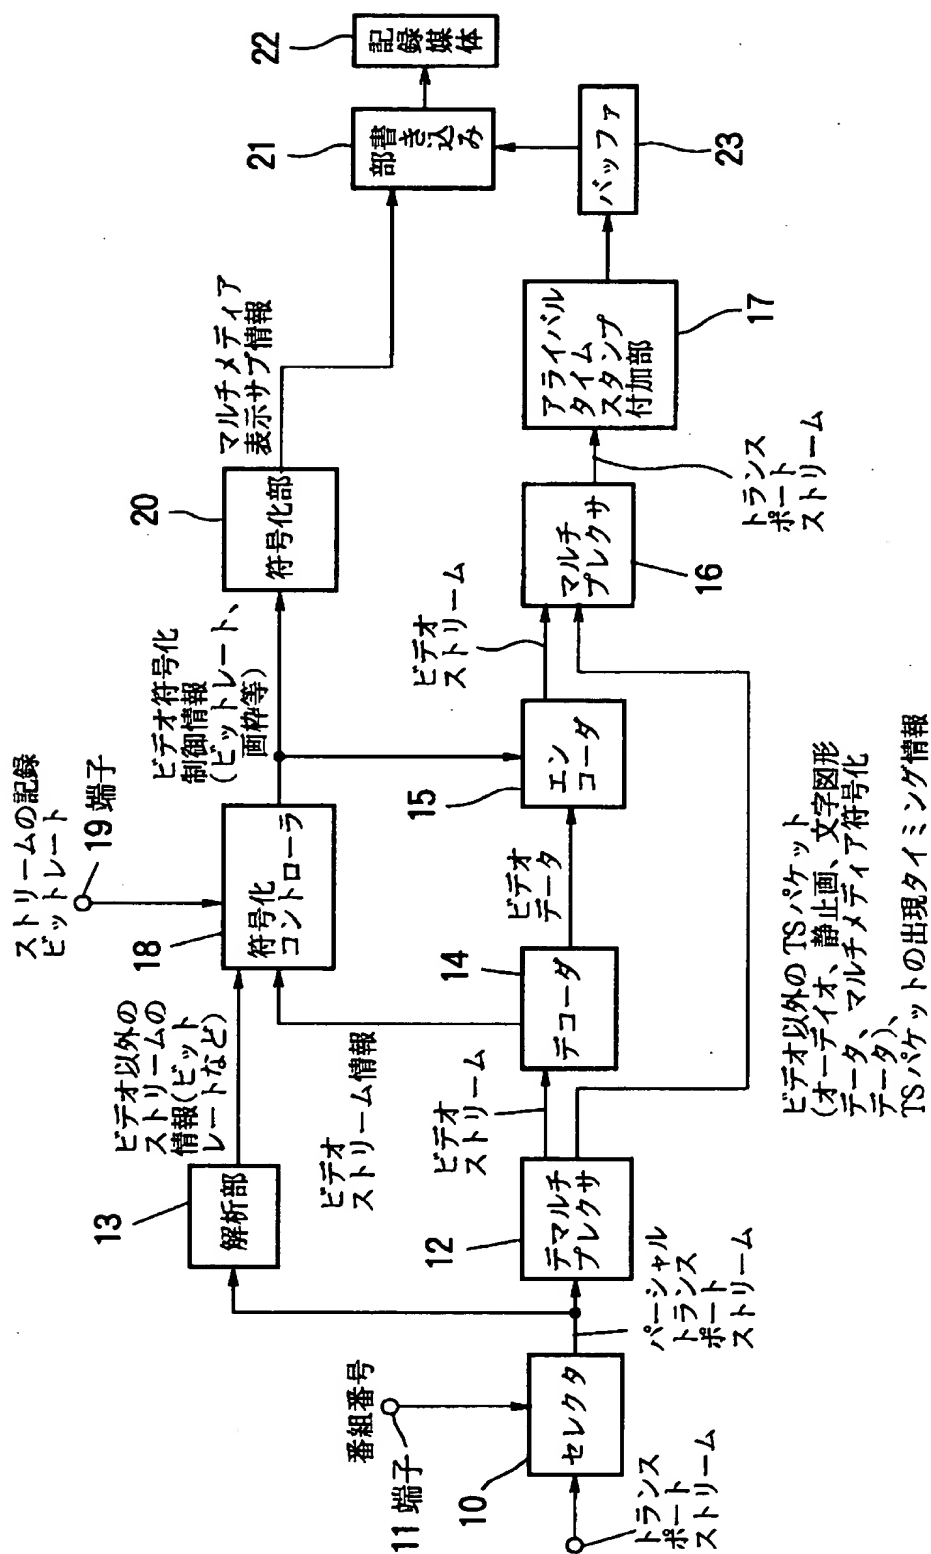 ストリームの記録
ビットレート
19 端子
ビデオ以外の
ストリームの
情報(ビット
レートなど)
13
解析部
18
符号化
コントローラ
ビデオ符号化
制御情報
(ビットレート、
画枠等)
20
符号化部
マルチメディア
表示サブ情報
21
書き込み
部
22
記録
媒体
番組番号
11 端子
10
セレクタ
トランス
ポート
ストリーム
パーシャル
トランス
ポート
ストリーム
12
デマルチ
プレクサ
ビデオ
ストリーム
ビデオ
ストリーム情報
14
デコーダ
ビデオ
データ
15
エン
コーダ
ビデオ
ストリーム
マルチ
プレクサ
16
トランス
ポート
ストリーム
アライバル
タイム
スタンプ
付加部
17
バッファ
23
ビデオ以外のTSパケット
(オーディオ、静止画、文字図形
データ、マルチメディア符号化
データ)、
TSパケットの出現タイミング情報